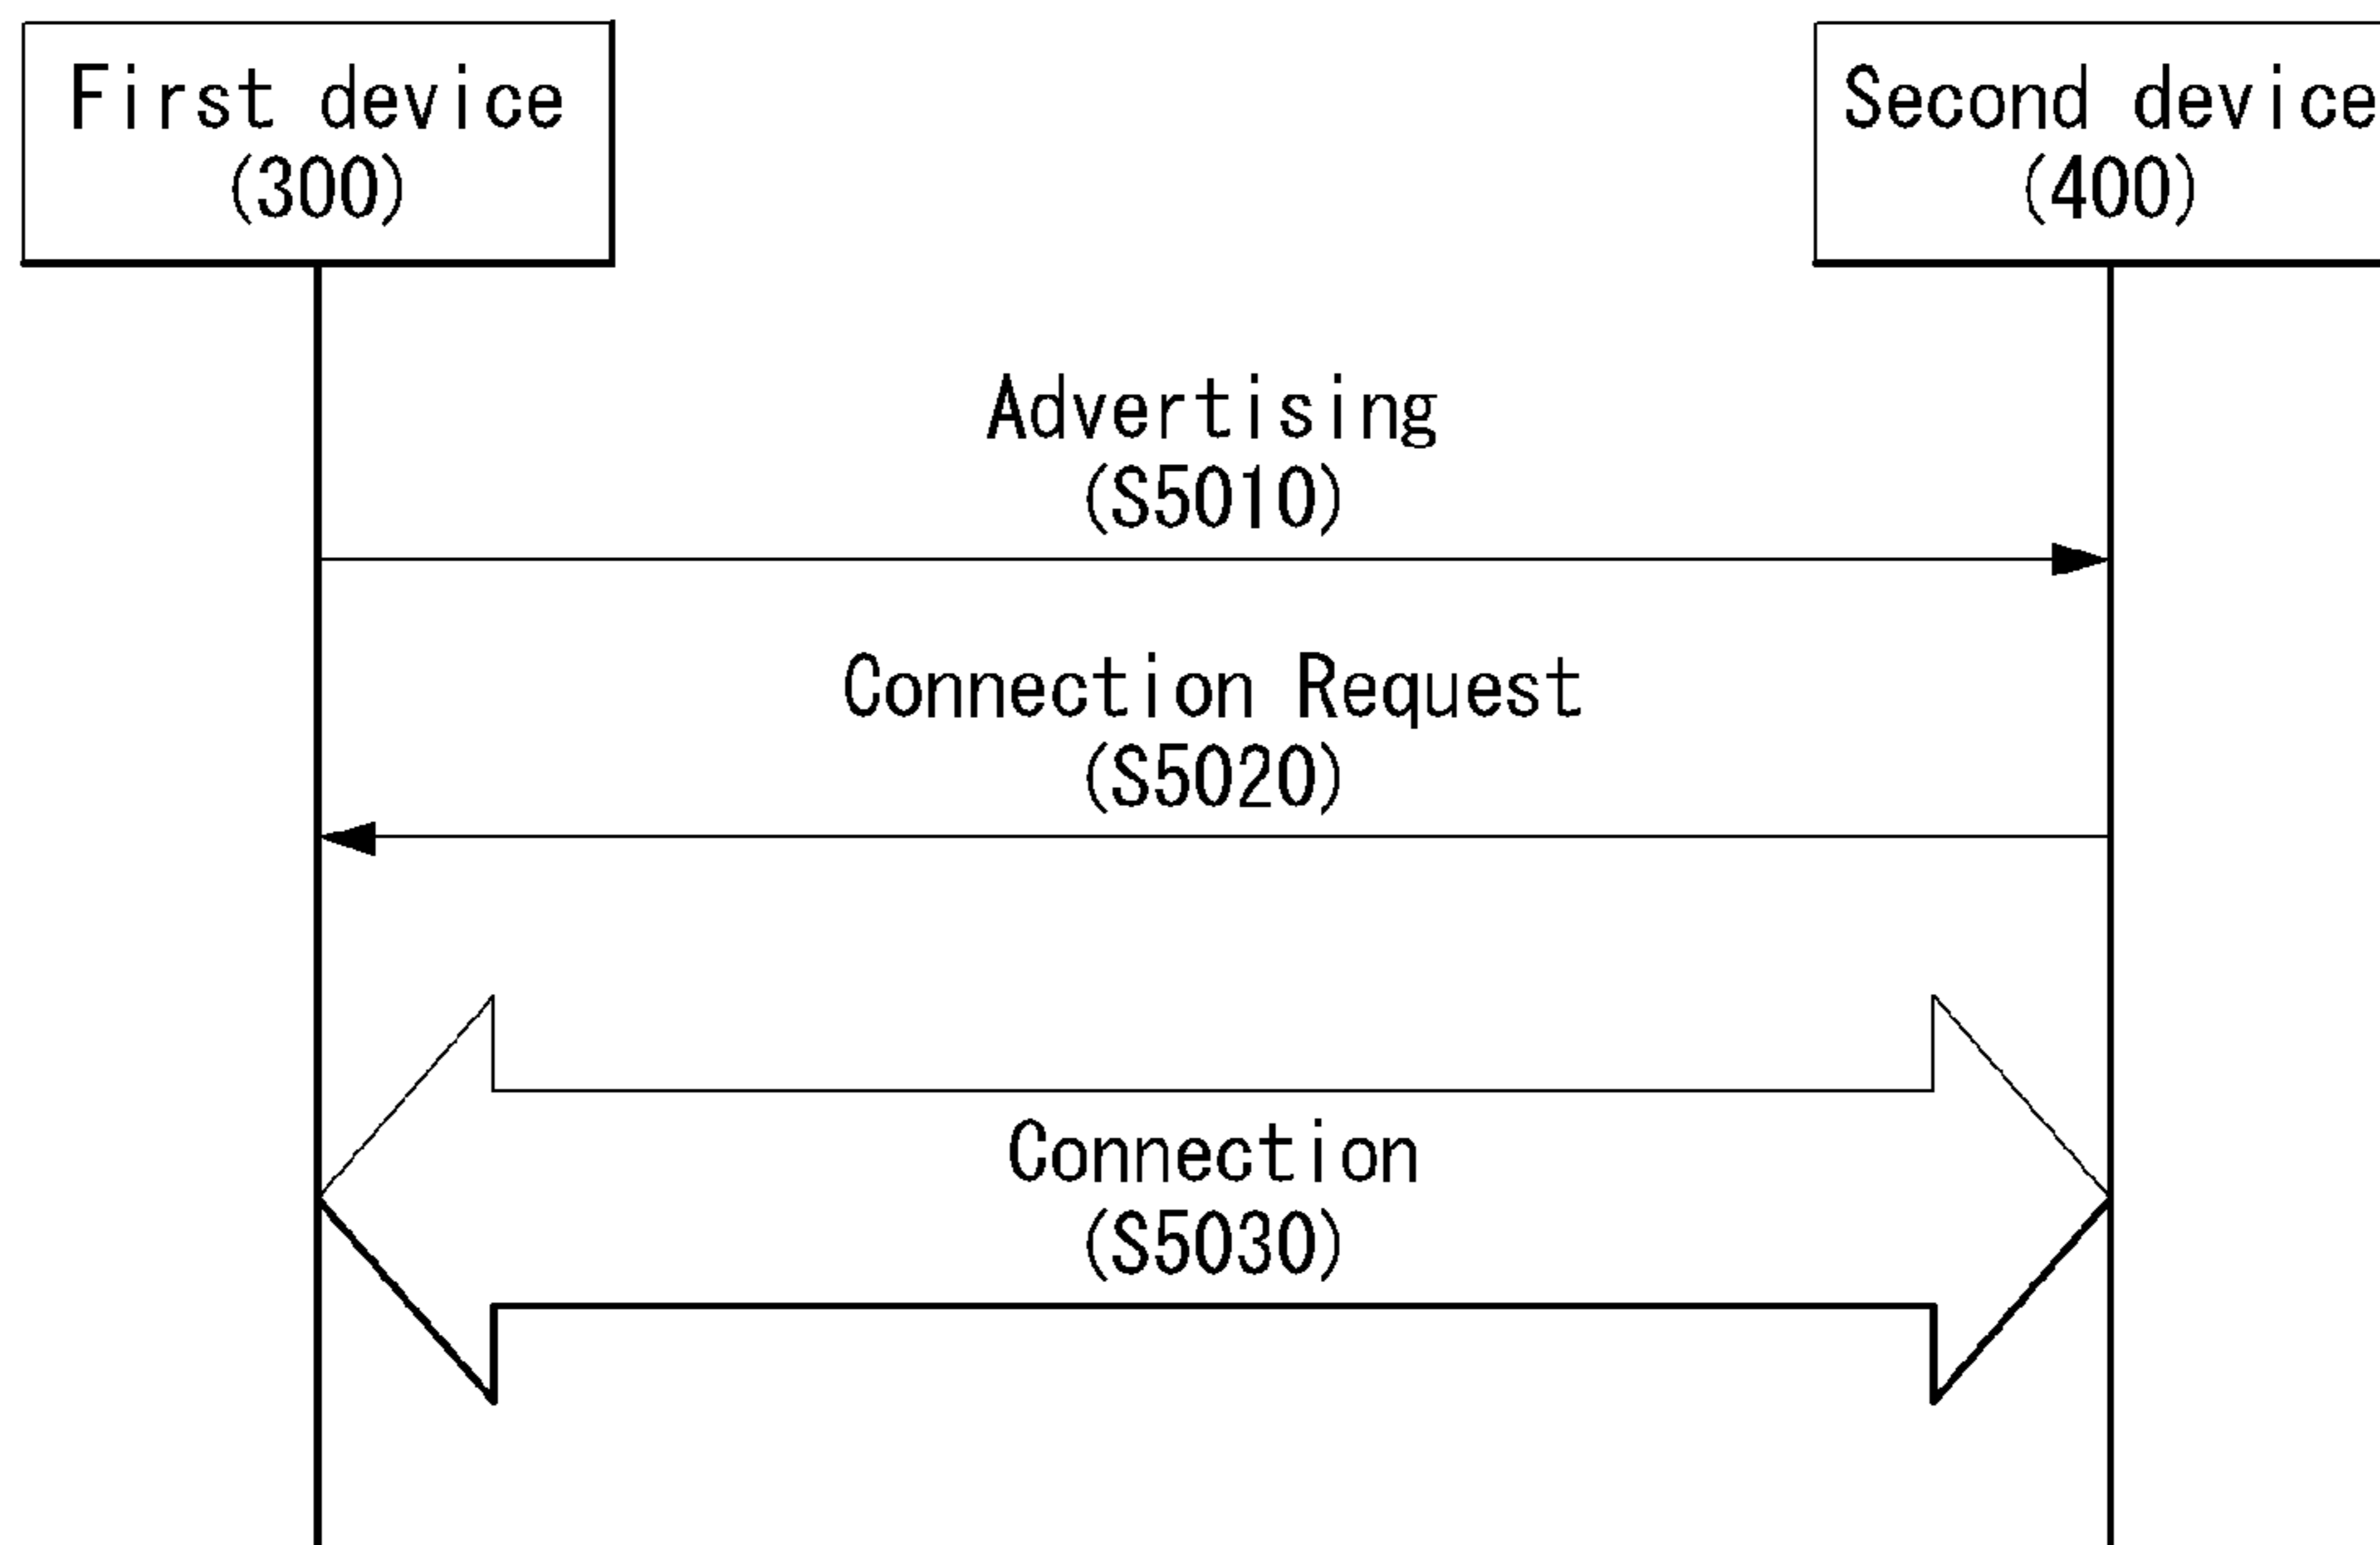 First device
(300)
Second device
(400)
Advertising
(S5010)
Connection Request
(S5020)
Connection
(S5030)